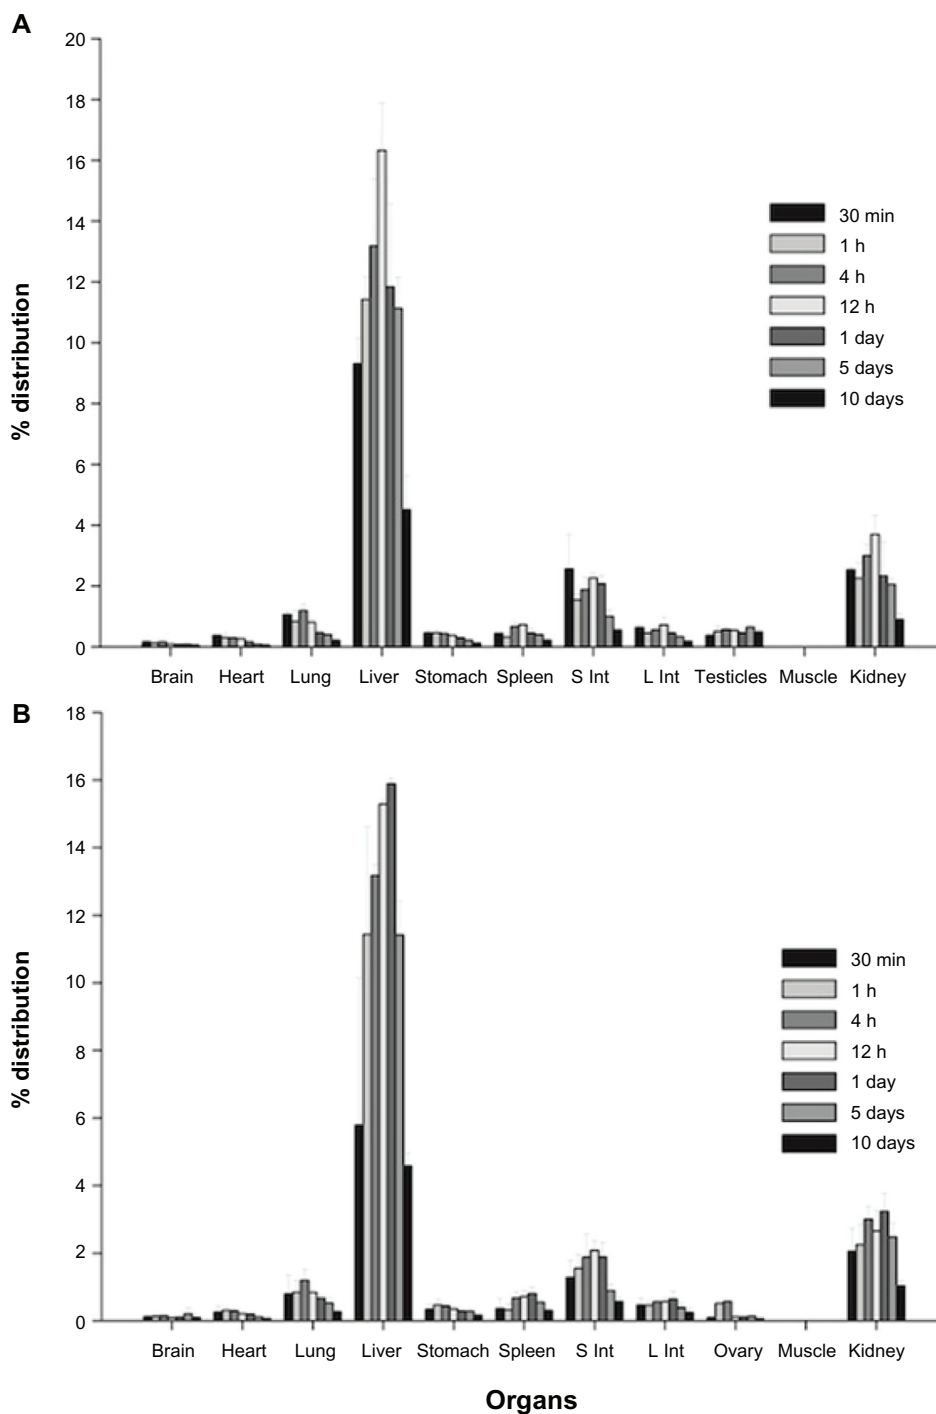 A
20
18
16
14
12
10
8
6
4
2
0
% distribution
30 min
1 h
4 h
12 h
1 day
5 days
10 days
Brain Heart Lung Liver Stomach Spleen S Int L Int Testicles Muscle Kidney
B
18
16
14
12
10
8
6
4
2
0
% distribution
30 min
1 h
4 h
12 h
1 day
5 days
10 days
Brain Heart Lung Liver Stomach Spleen S Int L Int Ovary Muscle Kidney
Organs